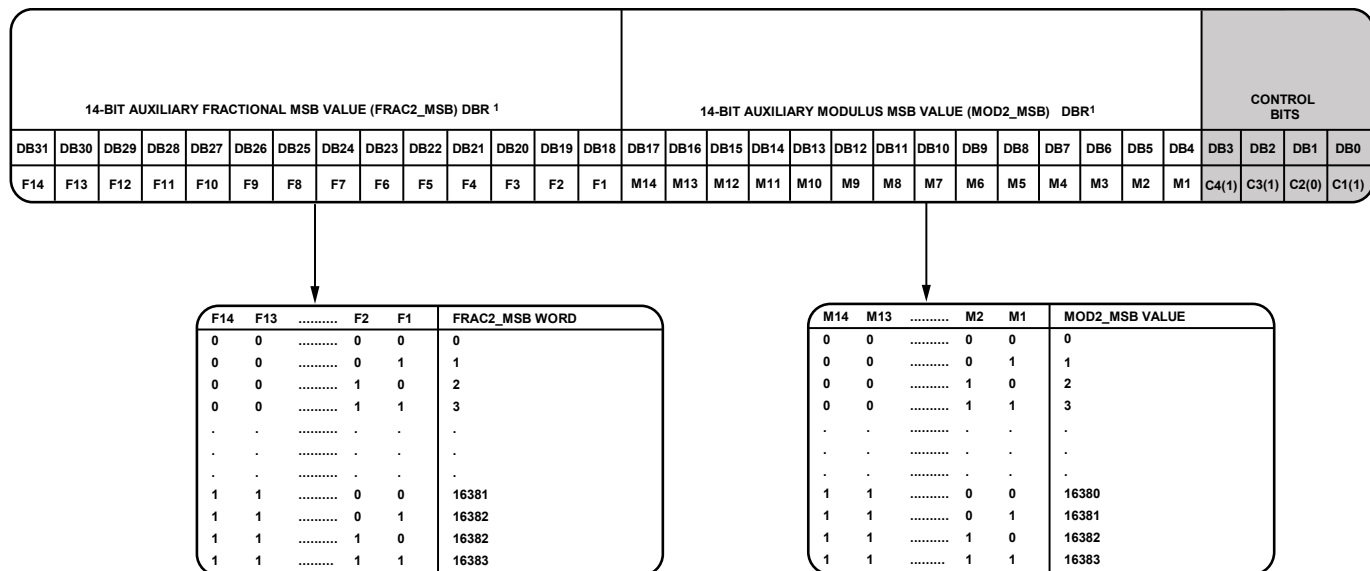 14-BIT AUXILIARY FRACTIONAL MSB VALUE (FRAC2_MSB) DBR 1
14-BIT AUXILIARY MODULUS MSB VALUE (MOD2_MSB) DBR1
CONTROL
BITS
DB31 DB30 DB29 DB28 DB27 DB26 DB25 DB24 DB23 DB22 DB21 DB20 DB19 DB18 DB17 DB16 DB15 DB14 DB13 DB12 DB11 DB10 DB9 DB8 DB7 DB6 DB5 DB4 DB3 DB2 DB1 DB0
F14 F13 F12 F11 F10 F9 F8 F7 F6 F5 F4 F3 F2 F1 M14 M13 M12 M11 M10 M9 M8 M7 M6 M5 M4 M3 M2 M1 C4(1) C3(1) C2(0) C1(1)
F14 F13 .......... F2 F1 FRAC2_MSB WORD
0 0 .......... 0 0 0
0 0 .......... 0 1 1
0 0 .......... 1 0 2
0 0 .......... 1 1 3
. . .......... . . .
. . .......... . . .
. . .......... . . .
1 1 .......... 0 0 16381
1 1 .......... 0 1 16382
1 1 .......... 1 0 16382
1 1 ......... 1 1 16383
M14 M13 .......... M2 M1 MOD2_MSB VALUE
0 0 .......... 0 0 0
0 0 .......... 0 1 1
0 0 .......... 1 0 2
0 0 .......... 1 1 3
. . .......... . . .
. . .......... . . .
. . .......... . . .
1 1 .......... 0 0 16380
1 1 .......... 0 1 16381
1 1 .......... 1 0 16382
1 1 ......... 1 1 16383